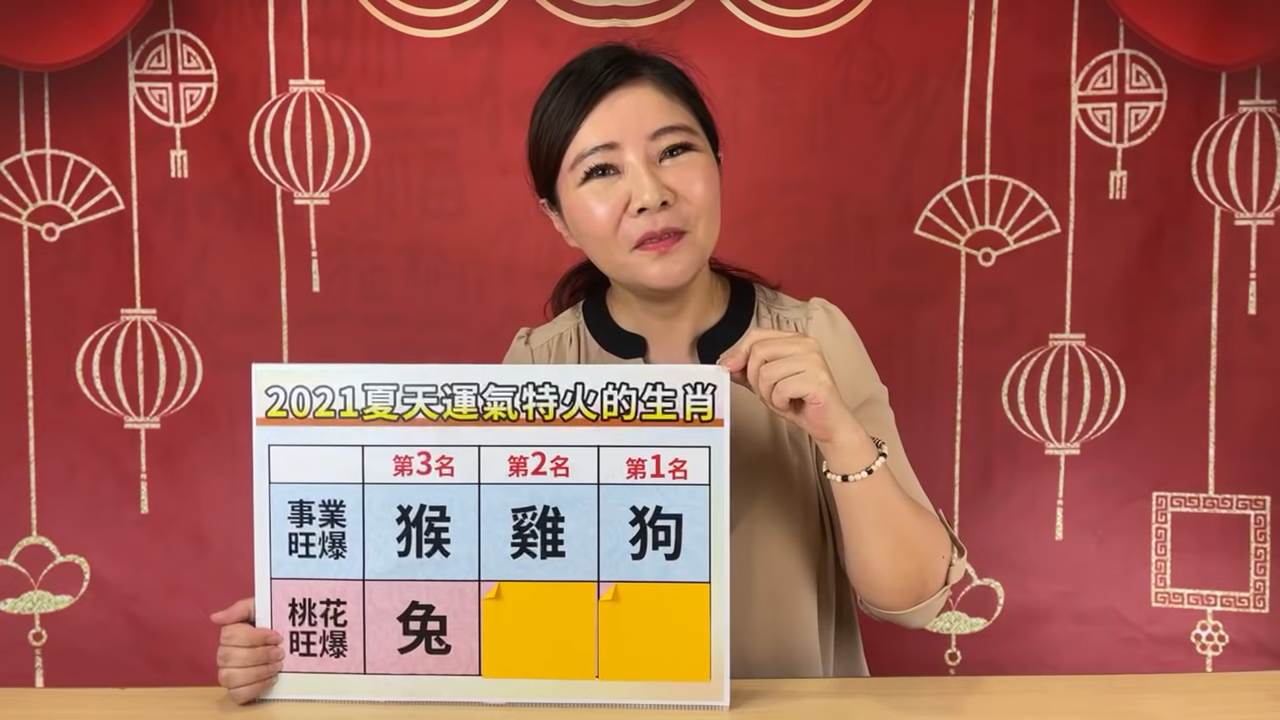 2021夏天運氣特火的生肖
第3名 第2名 第1名
事業
旺爆
猴 雞 狗
桃花
旺爆
兔